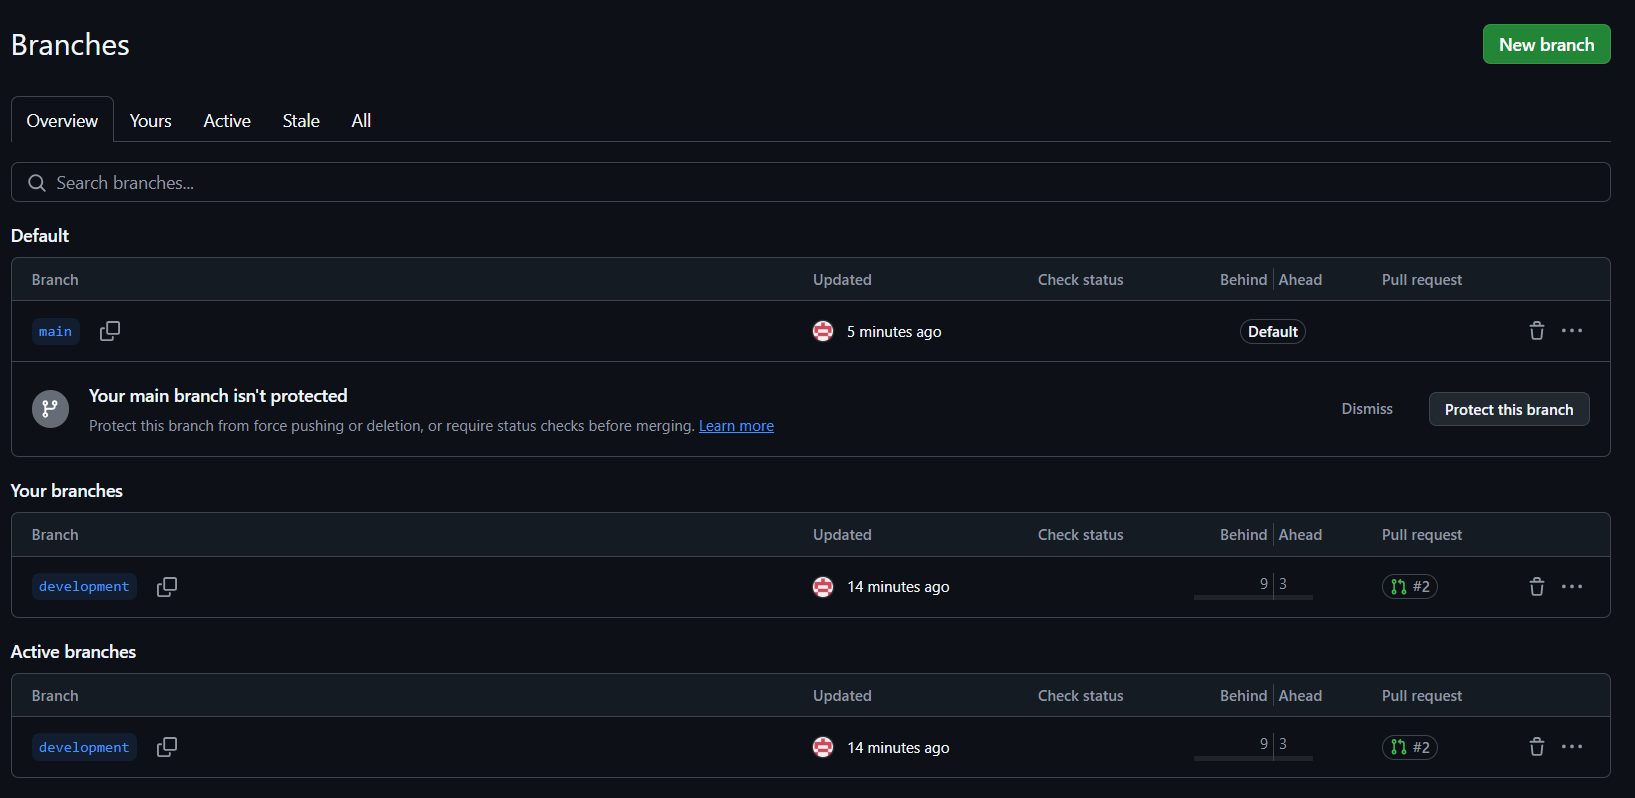 Branches
New branch
Overview Yours Active Stale All
Search branches...
Default
Branch Updated Check status Behind Ahead Pull request
main 5 minutes ago Default
Your main branch isn't protected
Protect this branch from force pushing or deletion, or require status checks before merging. Learn more
Dismiss Protect this branch
Your branches
Branch Updated Check status Behind Ahead Pull request
development 14 minutes ago 9 3 #2
Active branches
Branch Updated Check status Behind Ahead Pull request
development 14 minutes ago 9 3 #2